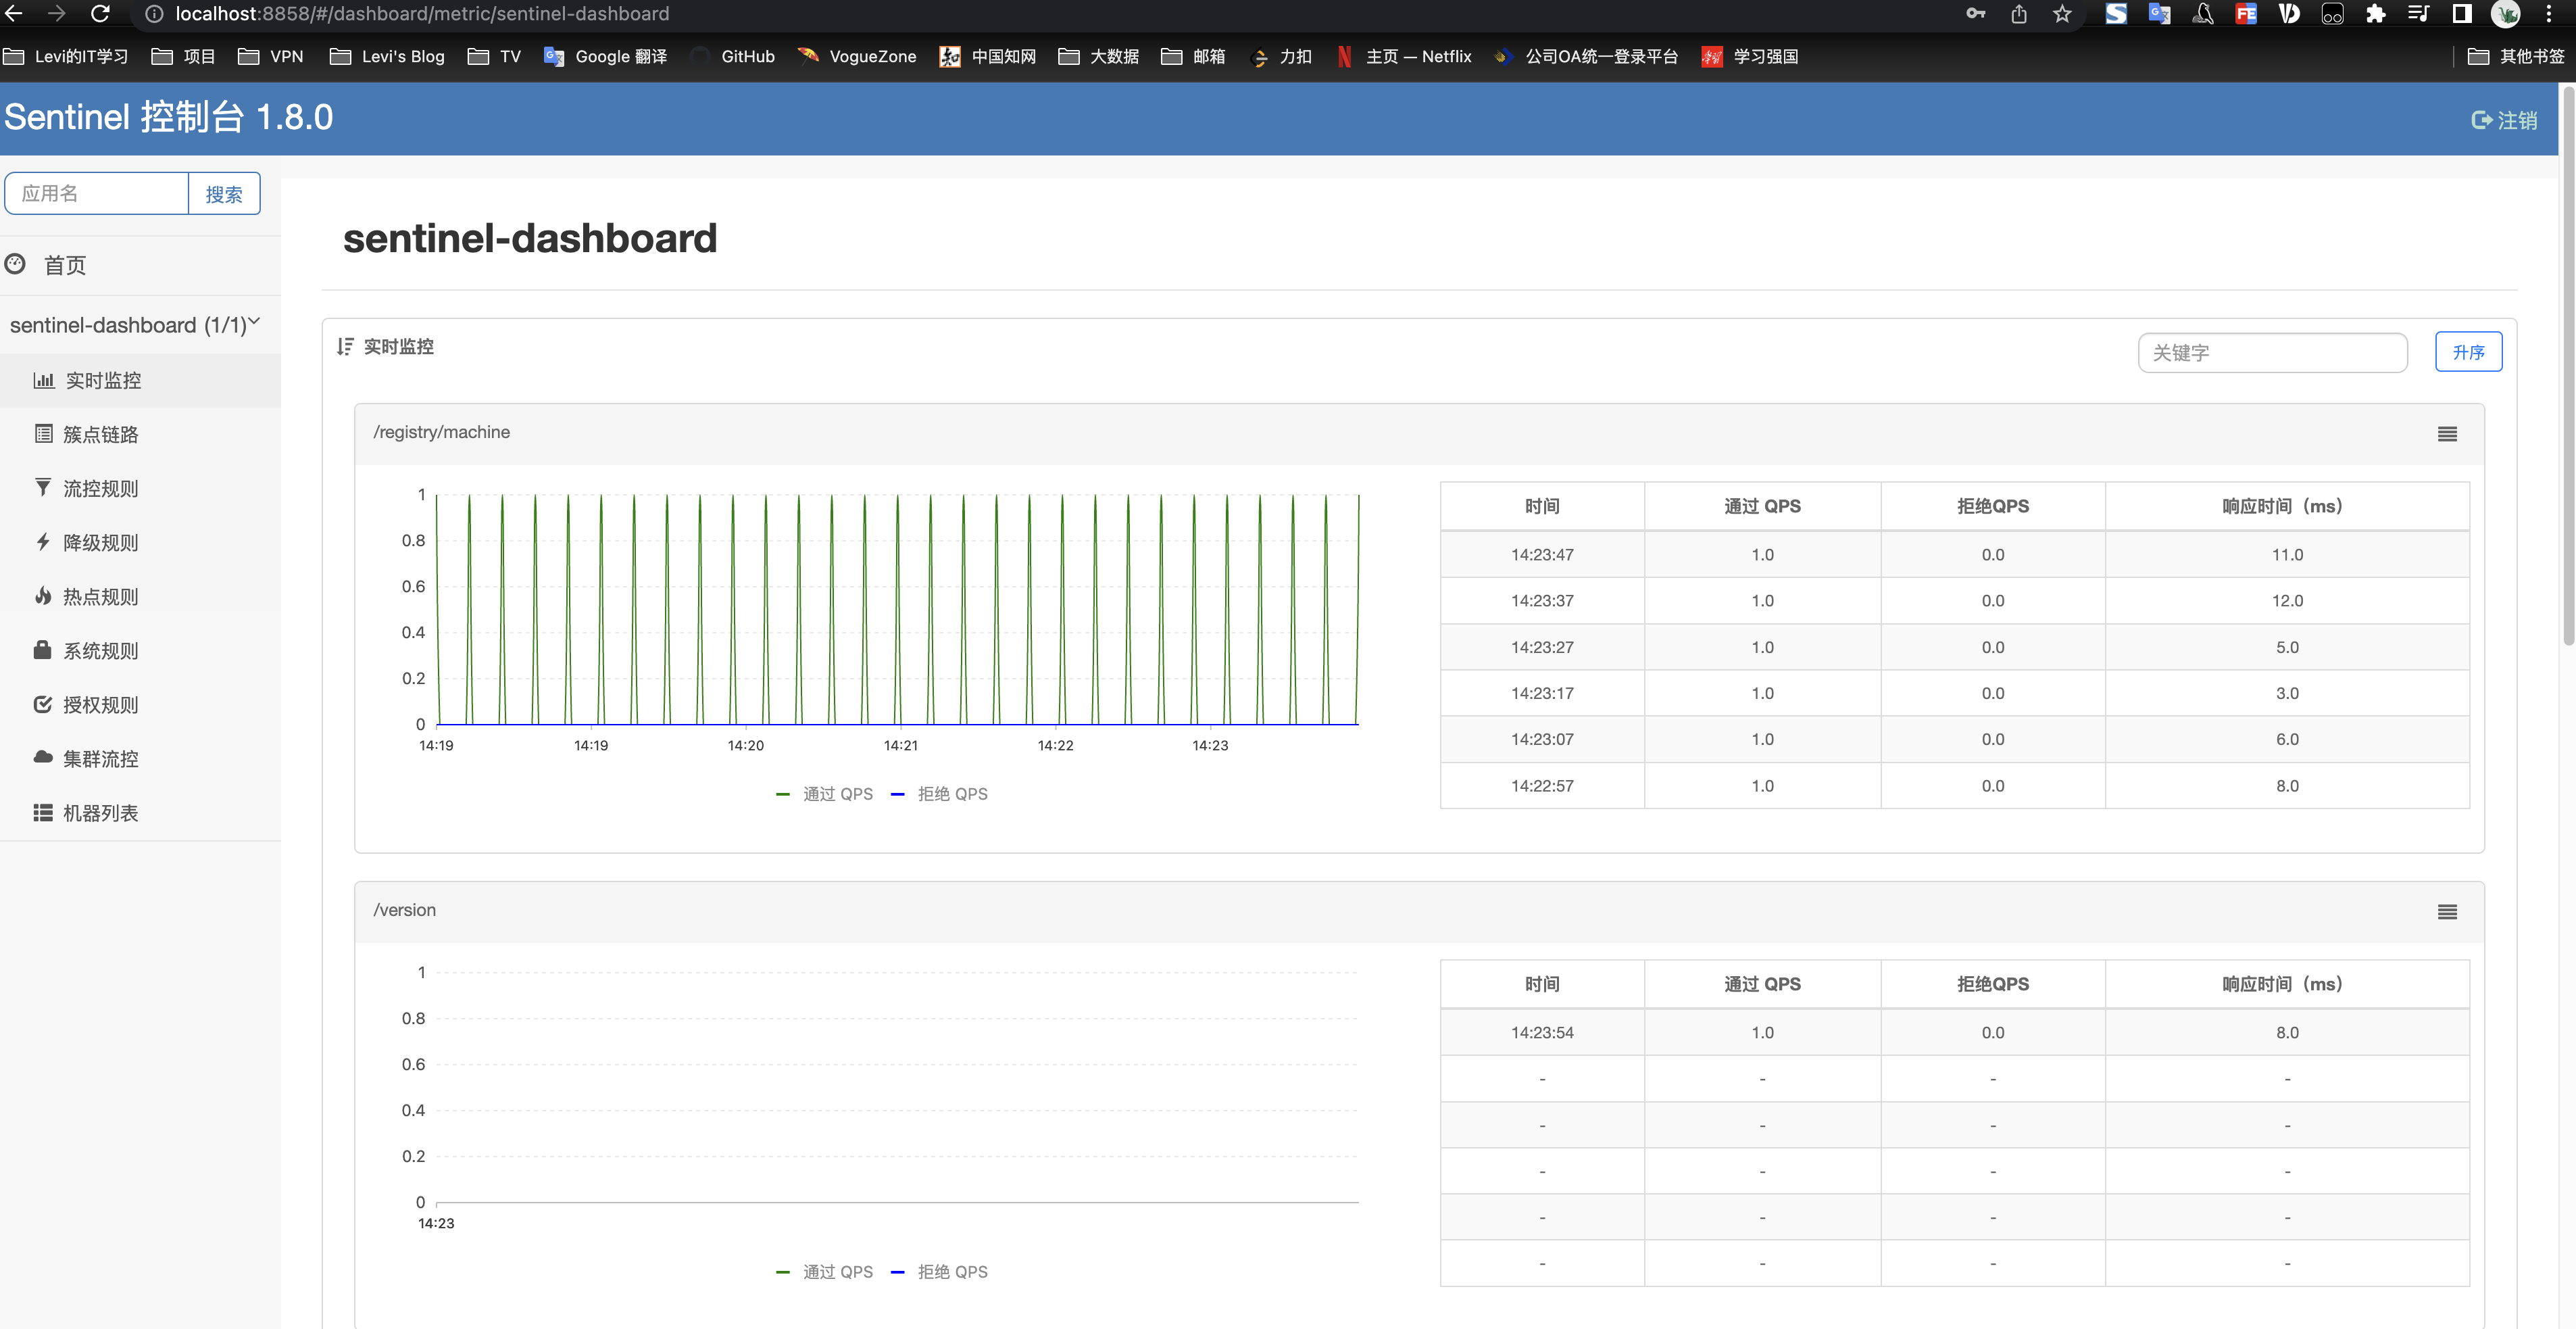 localhost:8858/#/dashboard/metric/sentinel-dashboard
Levi的IT学习 项目 VPN Levi's Blog TV Google 翻译 GitHub VogueZone 中国知网 大数据 邮箱 力扣 主页 — Netflix 公司OA统一登录平台 学习强国 其他书签
Sentinel 控制台 1.8.0
注销
应用名 搜索
首页
sentinel-dashboard (1/1)
实时监控
簇点链路
流控规则
降级规则
热点规则
系统规则
授权规则
集群流控
机器列表
sentinel-dashboard
实时监控
关键字 升序
/registry/machine
1
0.8
0.6
0.4
0.2
0
14:19 14:19 14:20 14:21 14:22 14:23
通过 QPS 拒绝 QPS
时间 通过 QPS 拒绝QPS 响应时间（ms）
14:23:47 1.0 0.0 11.0
14:23:37 1.0 0.0 12.0
14:23:27 1.0 0.0 5.0
14:23:17 1.0 0.0 3.0
14:23:07 1.0 0.0 6.0
14:22:57 1.0 0.0 8.0
/version
1
0.8
0.6
0.4
0.2
0
14:23
通过 QPS 拒绝 QPS
时间 通过 QPS 拒绝QPS 响应时间（ms）
14:23:54 1.0 0.0 8.0
- - - -
- - - -
- - - -
- - - -
- - - -